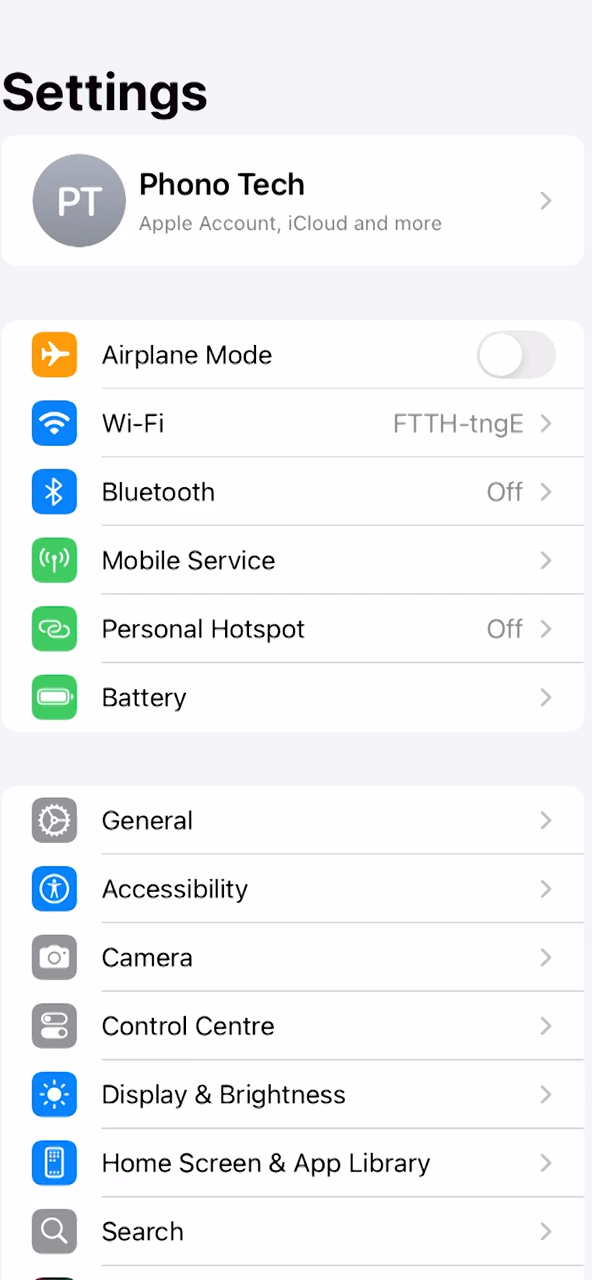 Settings
PT
Phono Tech
Apple Account, iCloud and more
Airplane Mode
Wi-Fi FTTH-tngE
Bluetooth Off
Mobile Service
Personal Hotspot Off
Battery
General
Accessibility
Camera
Control Centre
Display & Brightness
Home Screen & App Library
Search